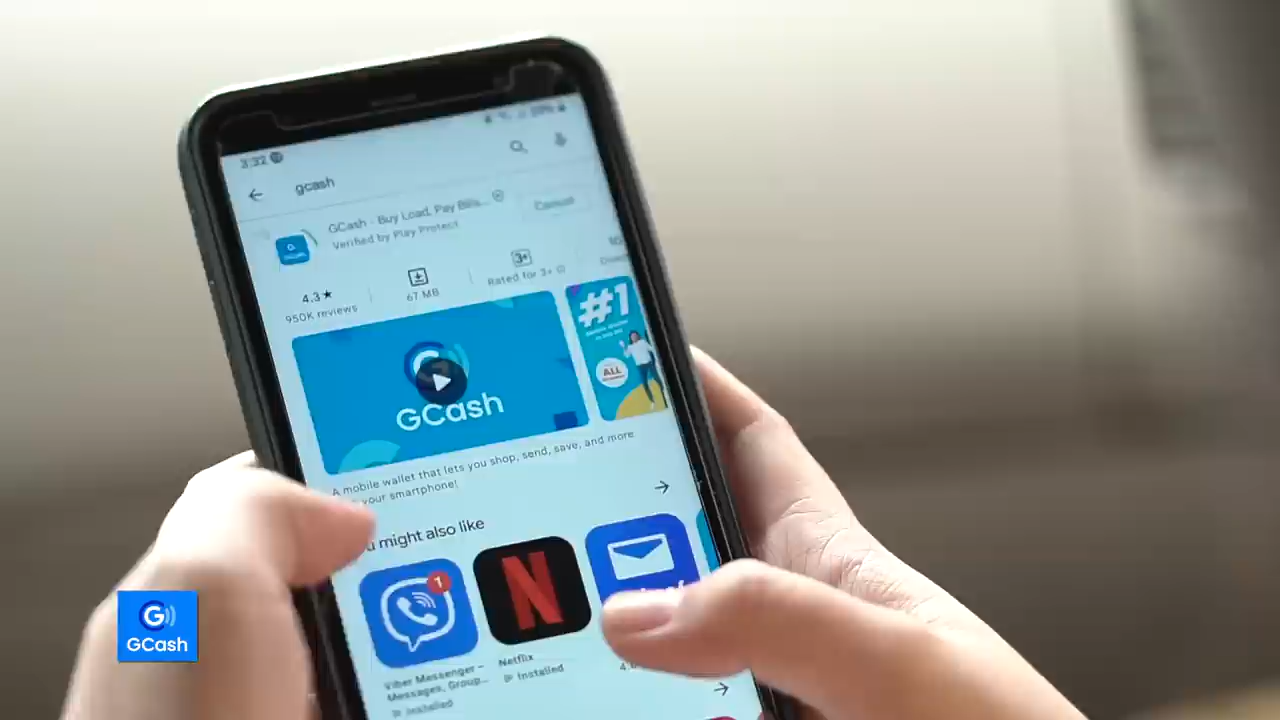 3:32
gcash
GCash - Buy Load, Pay Bills...
Verified by Play Protect
Cancel
4.3★
950K reviews
67 MB
3+
Rated for 3+
#1
ALL
GCash
A mobile wallet that lets you shop, send, save, and more
your smartphone!
might also like
1
N
Viber Messenger -
Messages, Group...
Installed
Netflix
Installed
G
GCash